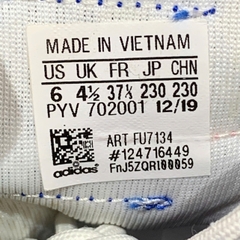 MADE IN VIETNAM
US UK FR JP CHN
6 4½ 37⅓ 230 230
PYV 702001 12/19
ART FU7134
#124716449
adidas FnJ5ZQRI00059